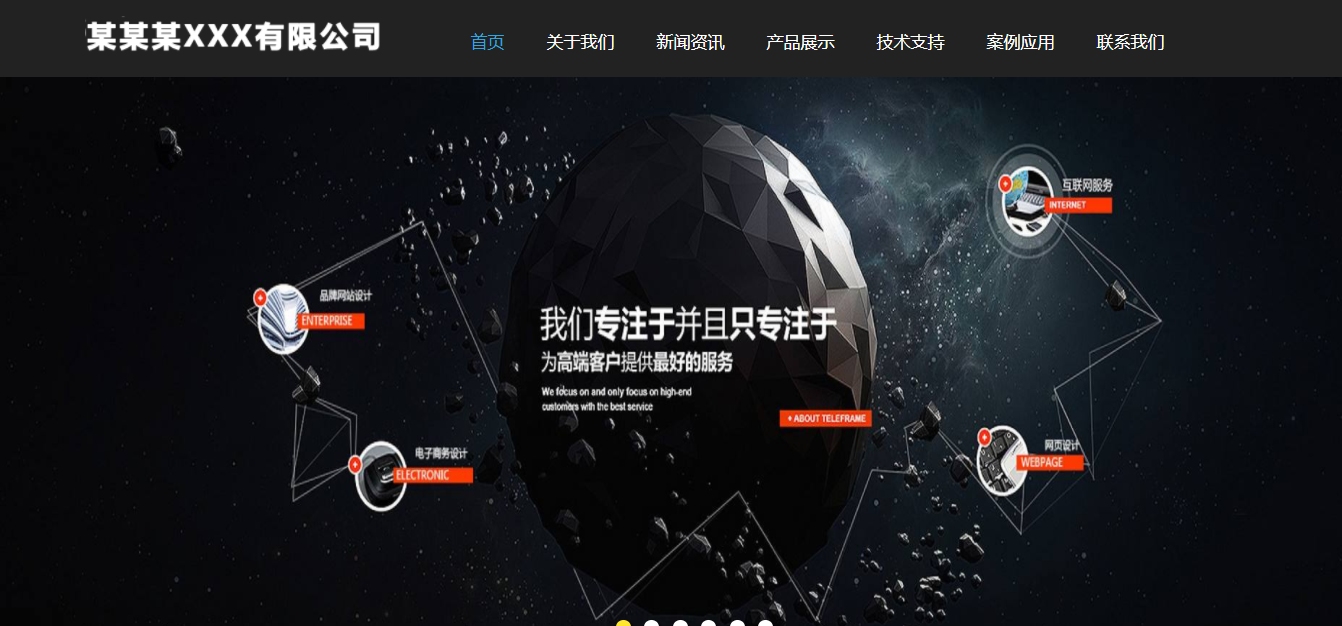 某某某XXX有限公司
首页 关于我们 新闻资讯 产品展示 技术支持 案例应用 联系我们
互联网服务
INTERNET
品牌网站设计
ENTERPRISE
我们专注于并且只专注于
为高端客户提供最好的服务
We focus on and only focus on high-end
customers with the best service
+ ABOUT TELEFRAME
电子商务设计
ELECTRONIC
网页设计
WEBPAGE